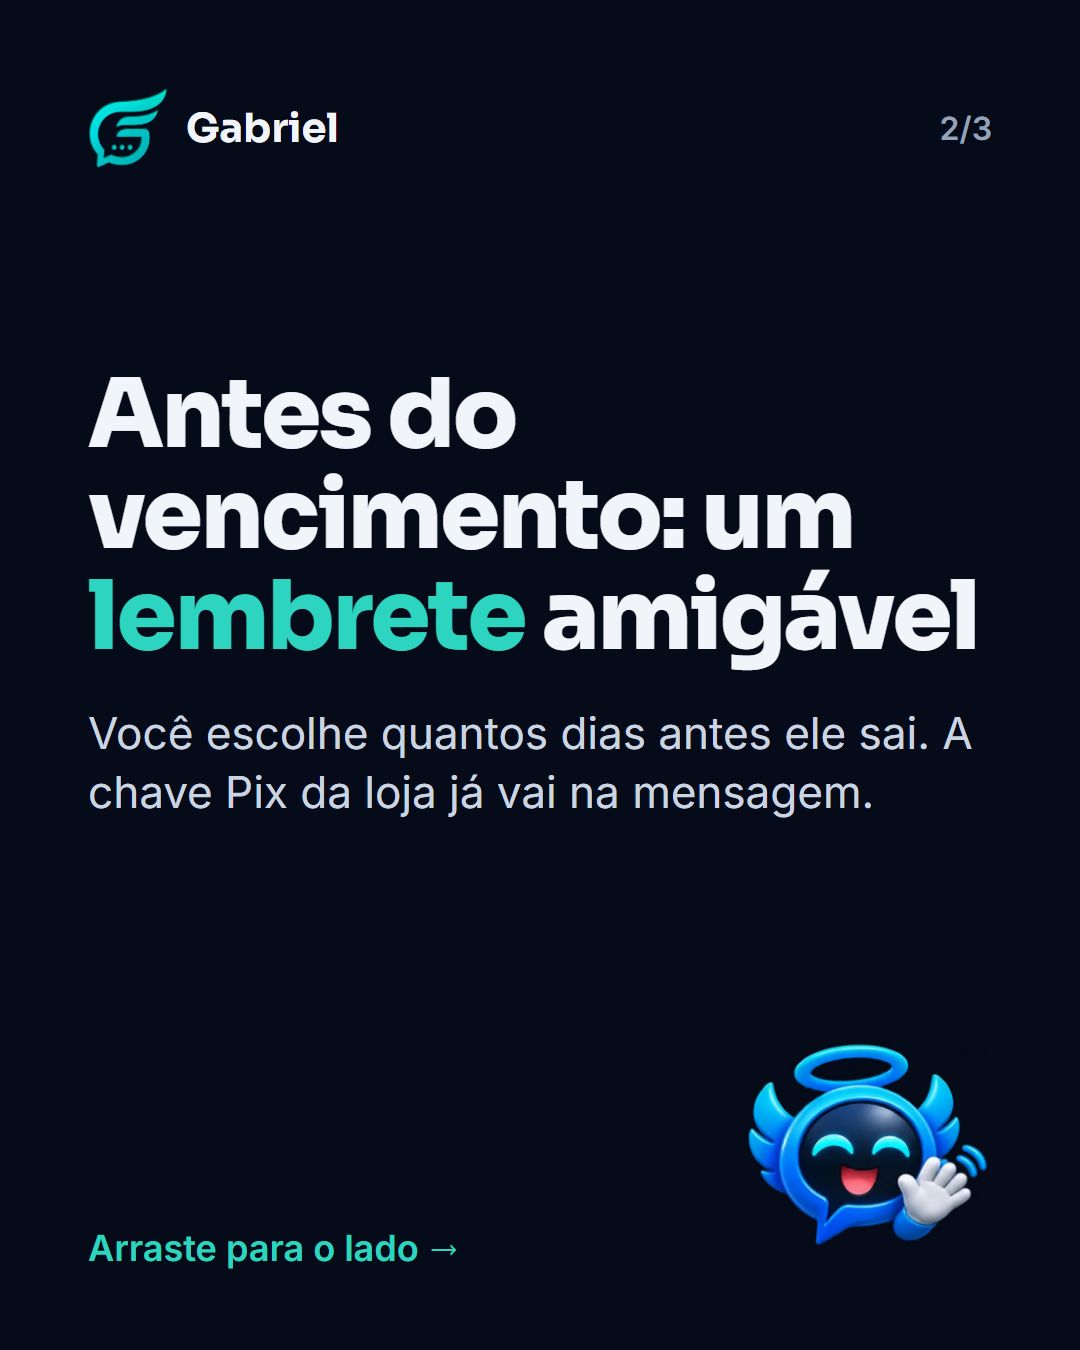 Gabriel
2/3
Antes do
vencimento: um
lembrete amigável
Você escolhe quantos dias antes ele sai. A
chave Pix da loja já vai na mensagem.
Arraste para o lado →